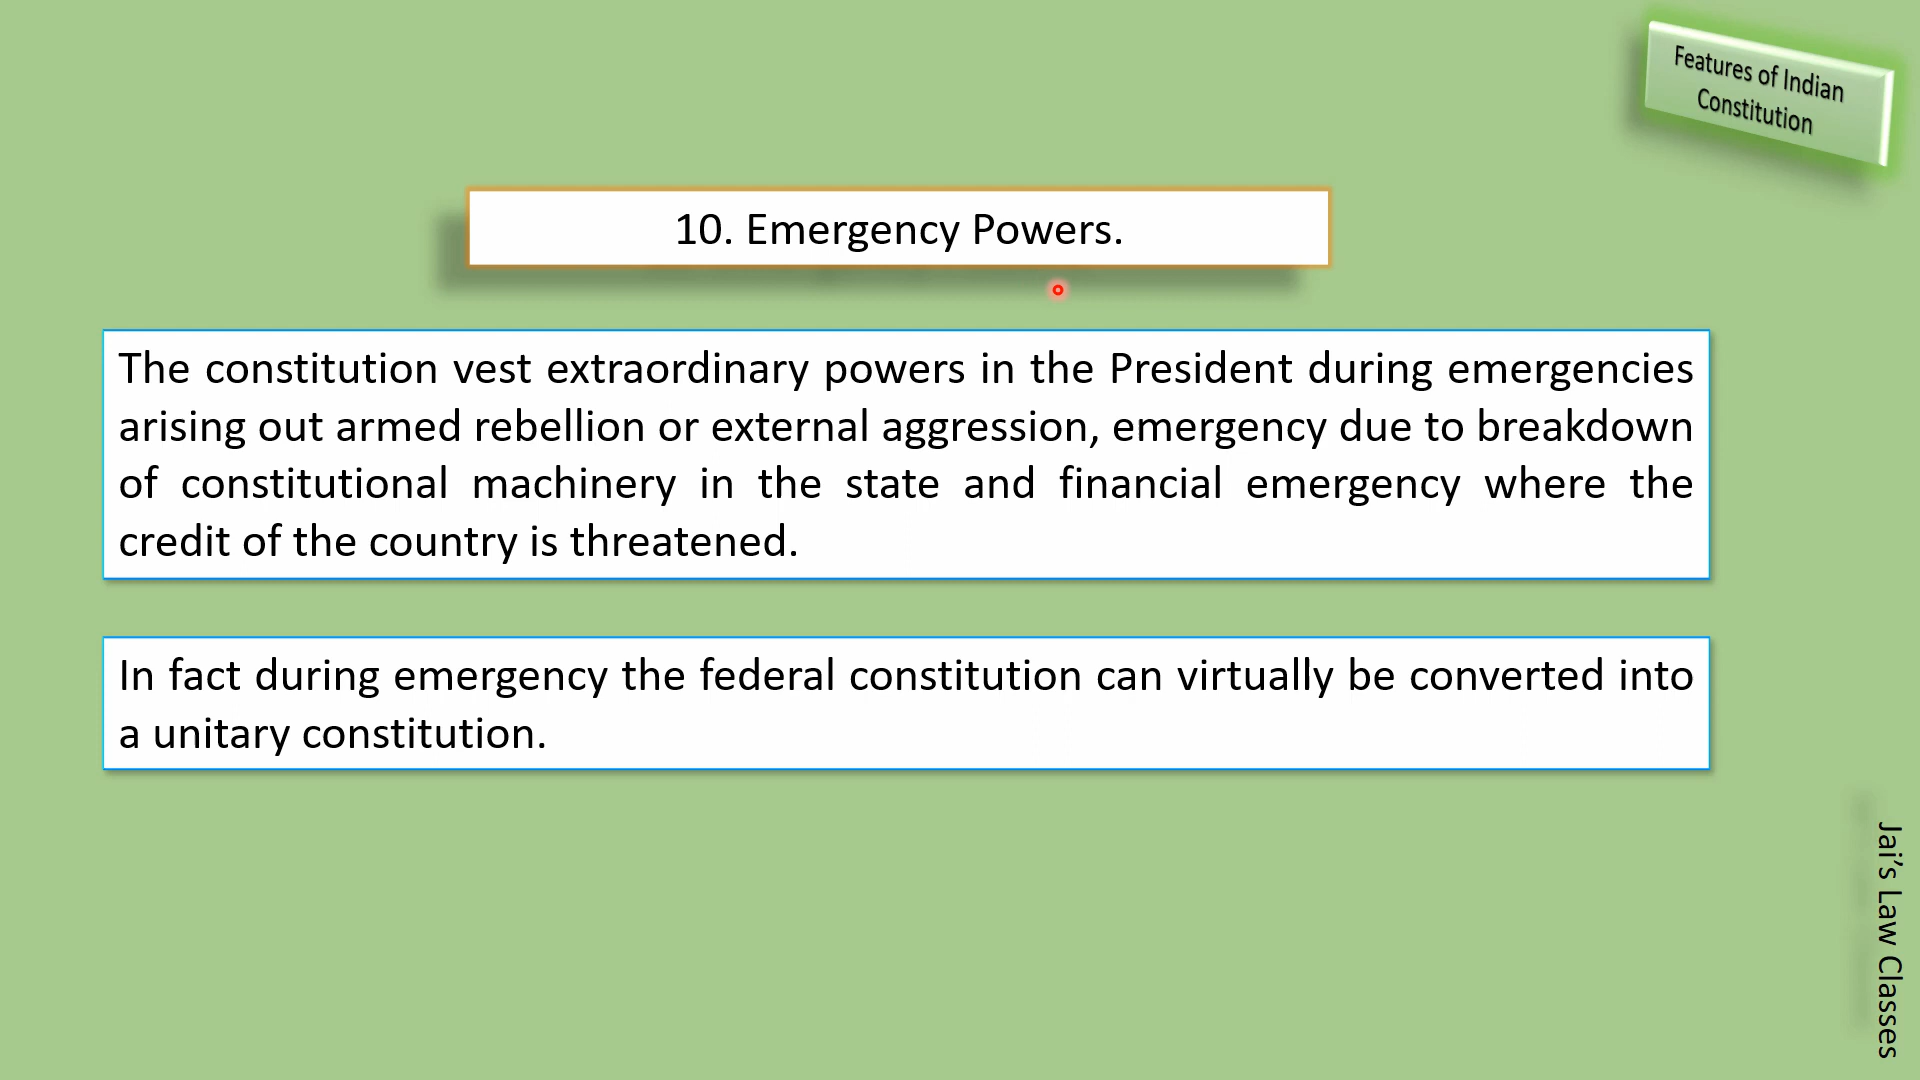 Features of Indian
Constitution
10. Emergency Powers.
The constitution vest extraordinary powers in the President during emergencies
arising out armed rebellion or external aggression, emergency due to breakdown
of constitutional machinery in the state and financial emergency where the
credit of the country is threatened.
In fact during emergency the federal constitution can virtually be converted into
a unitary constitution.
Jai’s Law Classes